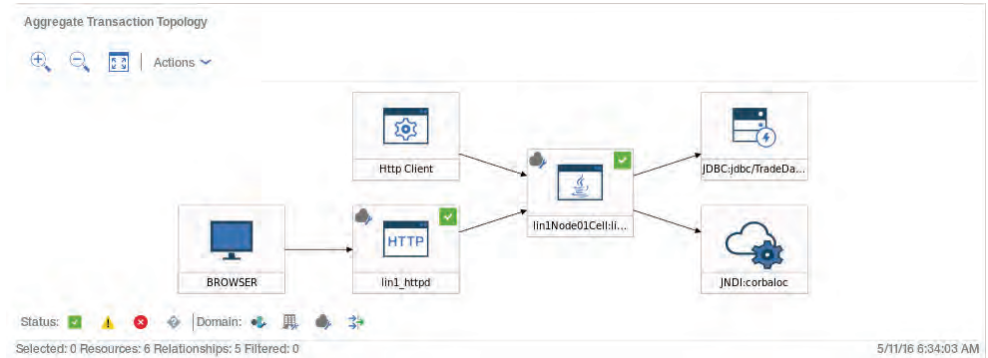 Aggregate Transaction Topology
Actions
Http Client
JDBC:jdbc/TradeDa...
lin1Node01Cell:li...
HTTP
BROWSER
lin1_httpd
JNDI:corbaloc
Status: Domain:
Selected: 0 Resources: 6 Relationships: 5 Filtered: 0
5/11/16 6:34:03 AM